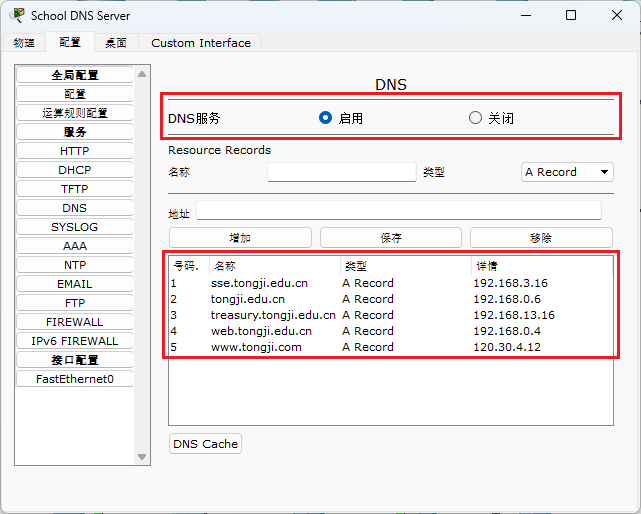 School DNS Server
物理 配置 桌面 Custom Interface
全局配置
配置
运算规则配置
服务
HTTP
DHCP
TFTP
DNS
SYSLOG
AAA
NTP
EMAIL
FTP
FIREWALL
IPv6 FIREWALL
接口配置
FastEthernet0
DNS
DNS服务 启用 关闭
Resource Records
名称 类型 A Record
地址
增加 保存 移除
号码. 名称 类型 详情
1 sse.tongji.edu.cn A Record 192.168.3.16
2 tongji.edu.cn A Record 192.168.0.6
3 treasury.tongji.edu.cn A Record 192.168.13.16
4 web.tongji.edu.cn A Record 192.168.0.4
5 www.tongji.com A Record 120.30.4.12
DNS Cache